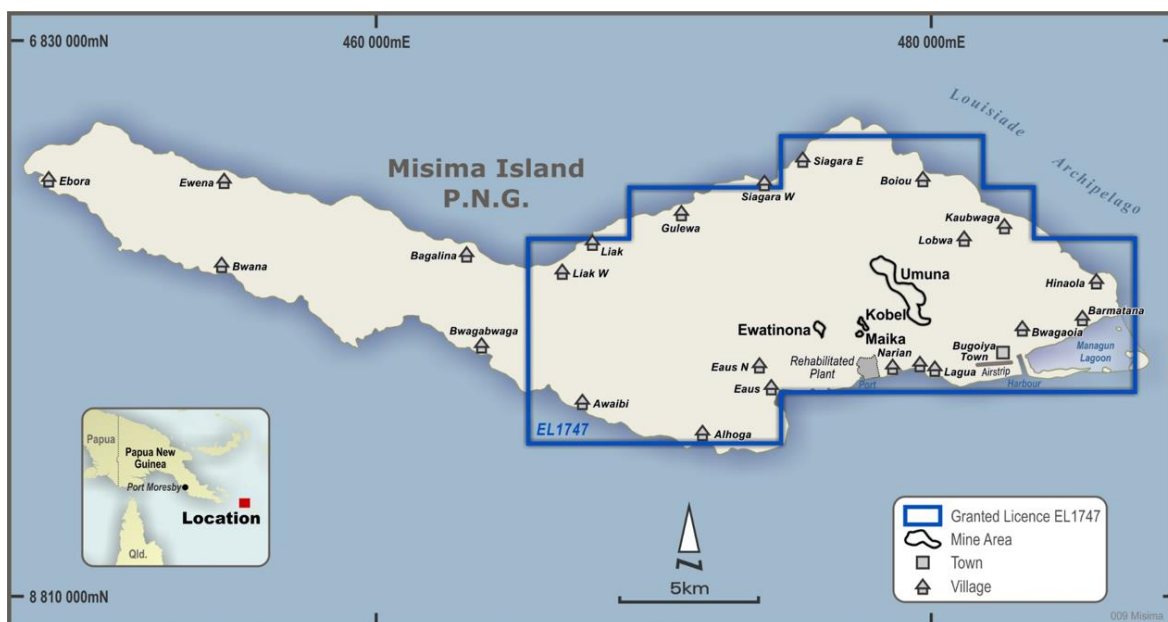 6 830 000mN
460 000mE
480 000mE
Louisiade
Archipelago
Misima Island
P.N.G.
Ebora
Ewena
Siagara E
Siagara W
Boiou
Gulewa
Kaubwaga
Lobwa
Liak
Bagalina
Bwana
Liak W
Umuna
Hinaola
Kobel
Barmatana
Ewatinona
Maika
Bwagaoia
Bwagabwaga
Bugoiya
Town
Managun
Lagoon
Narian
Eaus N
Rehabilitated
Plant
Lagua
Airstrip
Port
Harbour
Eaus
Awaibi
EL1747
Alhoga
Papua
Papua New
Guinea
Port Moresby
Location
Qld.
N
5km
Granted Licence EL1747
Mine Area
Town
Village
8 810 000mN
009 Misima